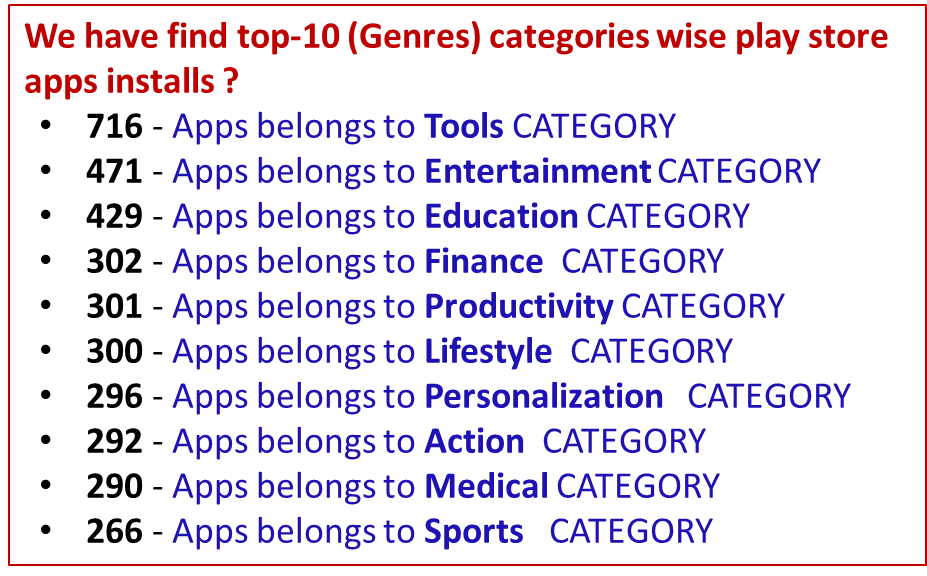 We have find top-10 (Genres) categories wise play store
apps installs ?
• 716 - Apps belongs to Tools CATEGORY
• 471 - Apps belongs to Entertainment CATEGORY
• 429 - Apps belongs to Education CATEGORY
• 302 - Apps belongs to Finance CATEGORY
• 301 - Apps belongs to Productivity CATEGORY
• 300 - Apps belongs to Lifestyle CATEGORY
• 296 - Apps belongs to Personalization CATEGORY
• 292 - Apps belongs to Action CATEGORY
• 290 - Apps belongs to Medical CATEGORY
• 266 - Apps belongs to Sports CATEGORY